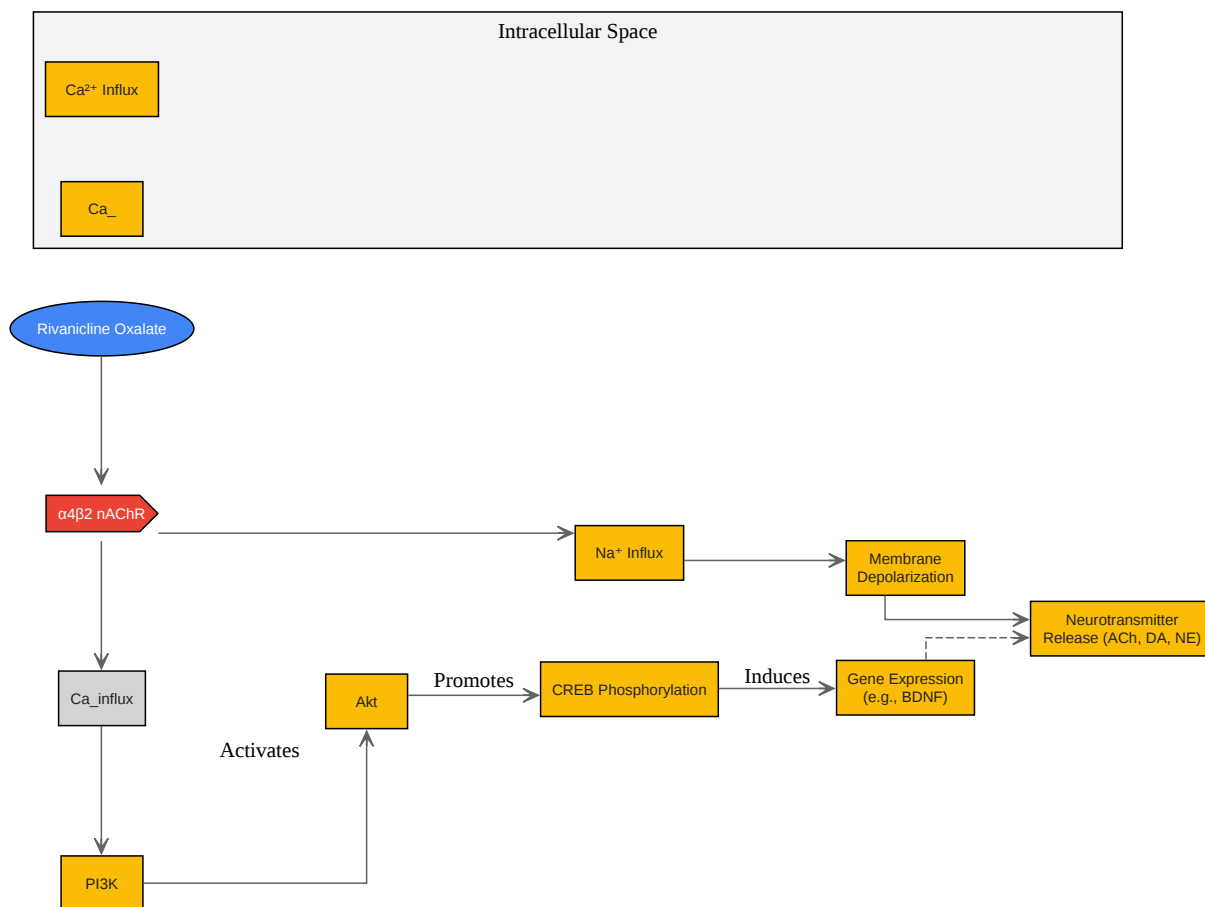 Intracellular Space
Ca²⁺ Influx
Ca_
Rivanicline Oxalate
α4β2 nAChR
Na⁺ Influx
Membrane
Depolarization
Neurotransmitter
Release (ACh, DA, NE)
Ca_influx
Akt
Promotes
CREB Phosphorylation
Induces
Gene Expression
(e.g., BDNF)
Activates
PI3K